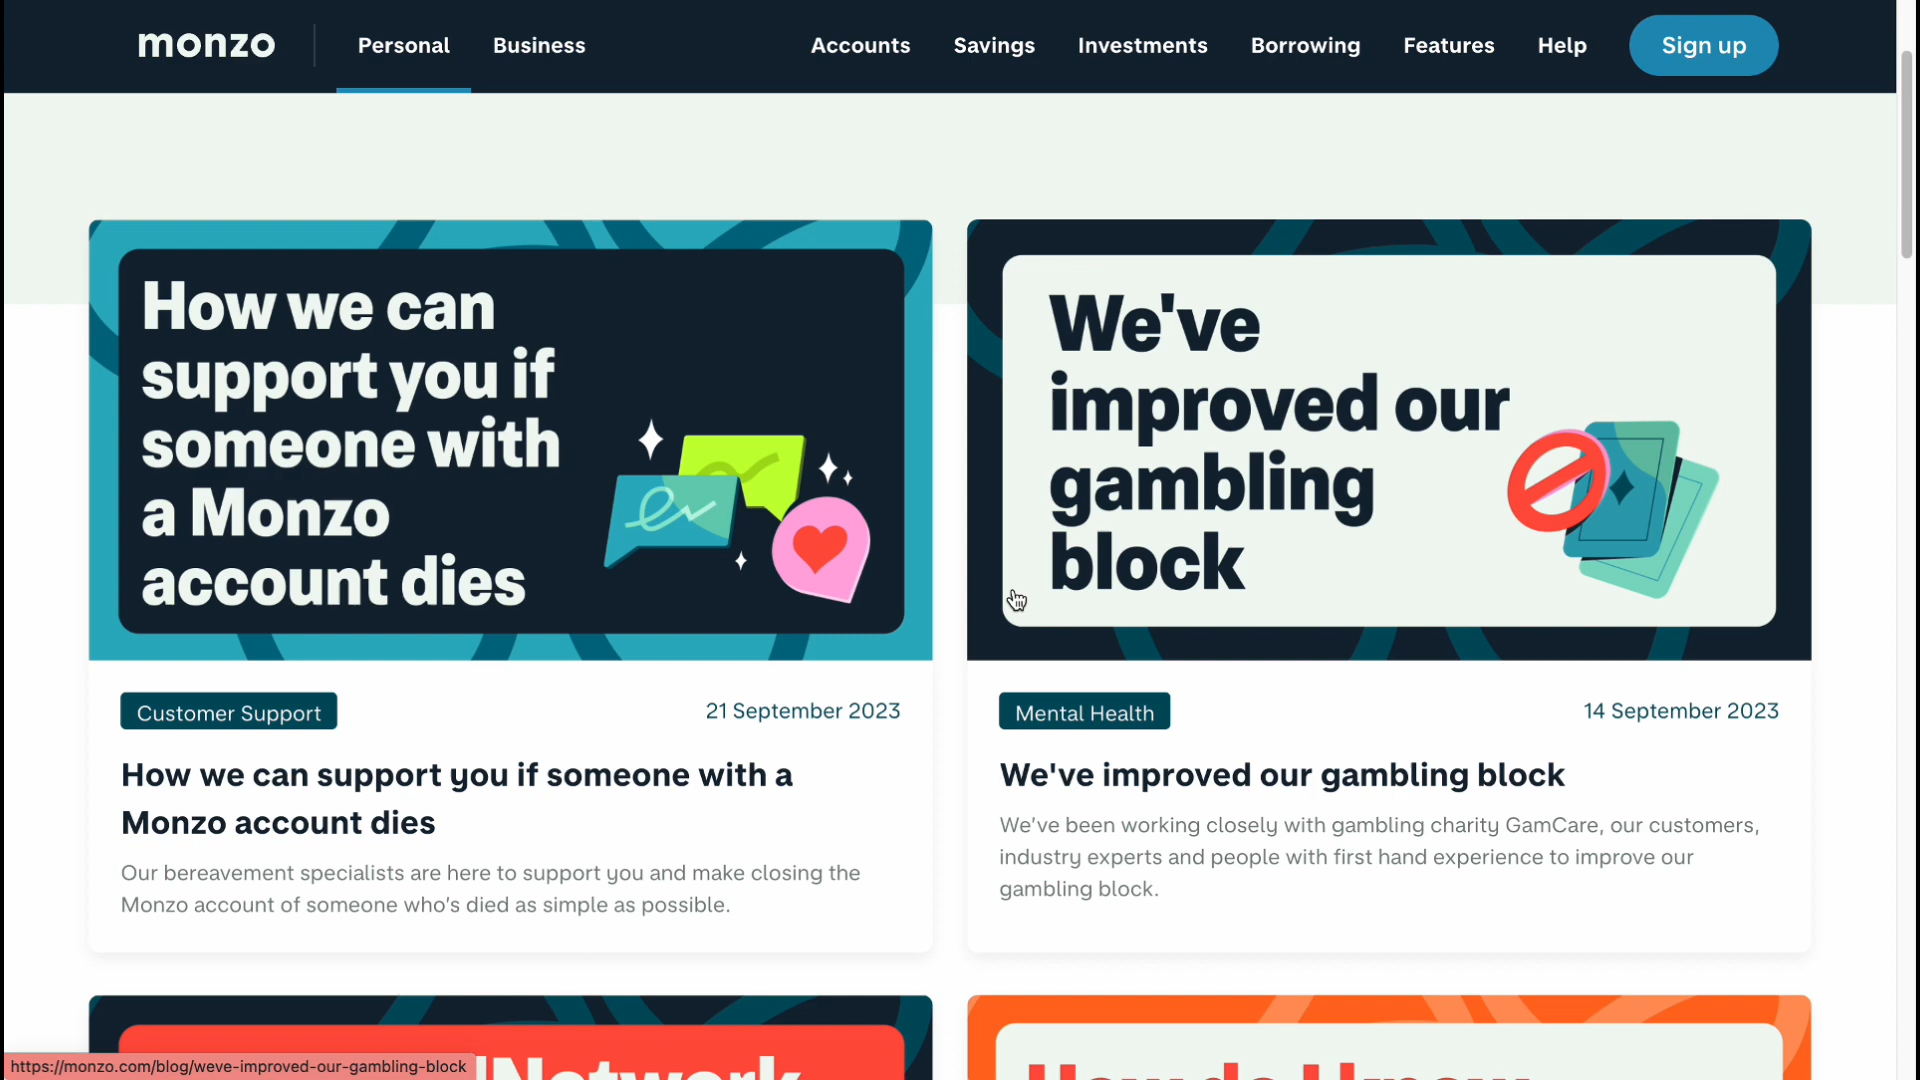 monzo
Personal
Business
Accounts
Savings
Investments
Borrowing
Features
Help
Sign up
How we can
support you if
someone with
a Monzo
account dies
We've
improved our
gambling
block
Customer Support
21 September 2023
How we can support you if someone with a
Monzo account dies
Our bereavement specialists are here to support you and make closing the
Monzo account of someone who's died as simple as possible.
Mental Health
14 September 2023
We've improved our gambling block
We've been working closely with gambling charity GamCare, our customers,
industry experts and people with first hand experience to improve our
gambling block.
Network
How do I know
https://monzo.com/blog/weve-improved-our-gambling-block